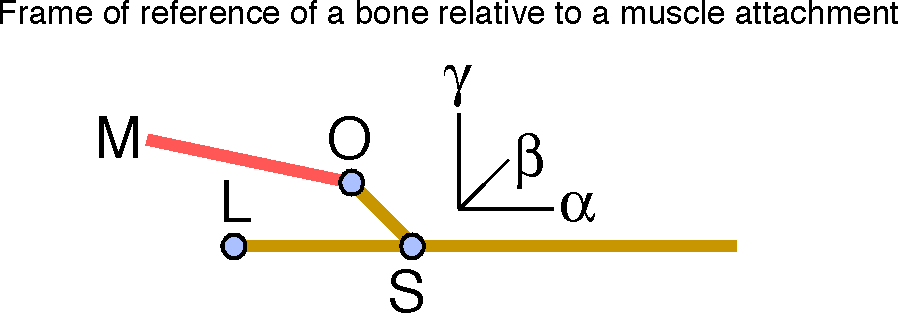 Frame of reference of a bone relative to a muscle attachment
γ
M
O
β
L
α
S